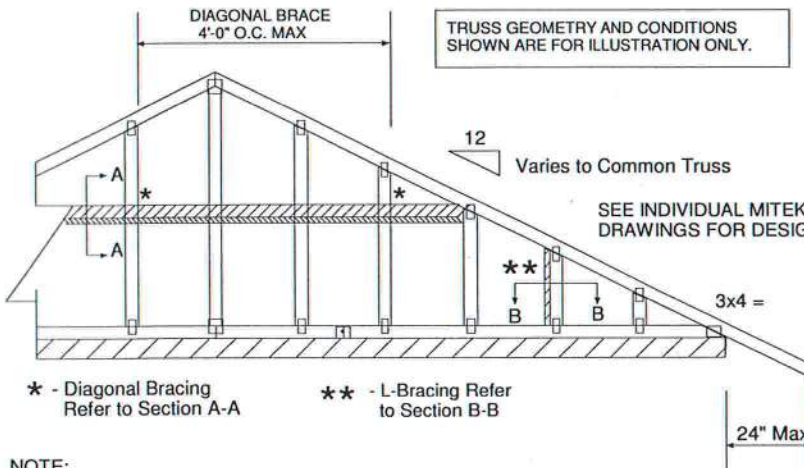 DIAGONAL BRACE
4'-0" O.C. MAX
TRUSS GEOMETRY AND CONDITIONS
SHOWN ARE FOR ILLUSTRATION ONLY.
12
Varies to Common Truss
A
*
*
SEE INDIVIDUAL MITEK
DRAWINGS FOR DESIG
A
**
B
B
3x4 =
* - Diagonal Bracing
Refer to Section A-A
** - L-Bracing Refer
to Section B-B
24" Max
NOTE: